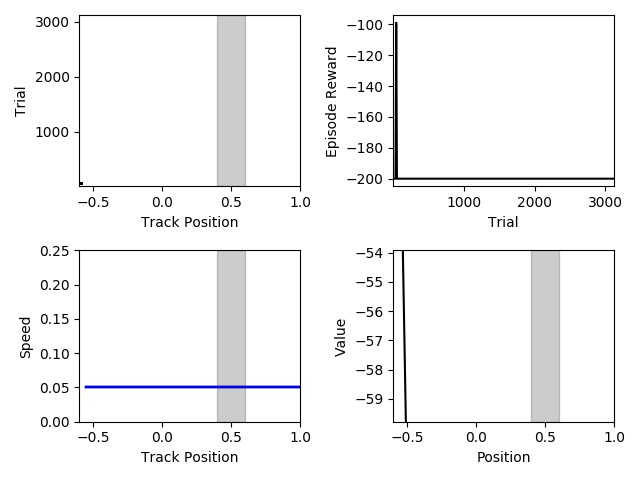 3000
2000
1000
Trial
−0.5 0.0 0.5 1.0
Track Position
−100
−120
−140
−160
−180
−200
Episode Reward
1000 2000 3000
Trial
0.25
0.20
0.15
0.10
0.05
0.00
Speed
−0.5 0.0 0.5 1.0
Track Position
−54
−55
−56
−57
−58
−59
Value
−0.5 0.0 0.5 1.0
Position